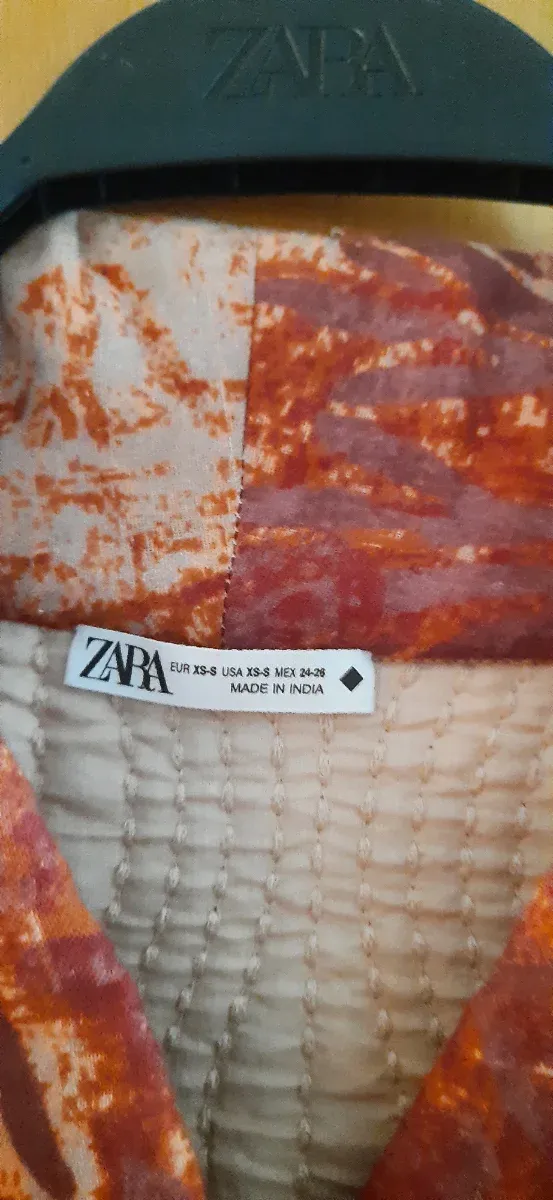 ZARA
ZARA EUR XS-S USA XS-S MEX 24-26
MADE IN INDIA